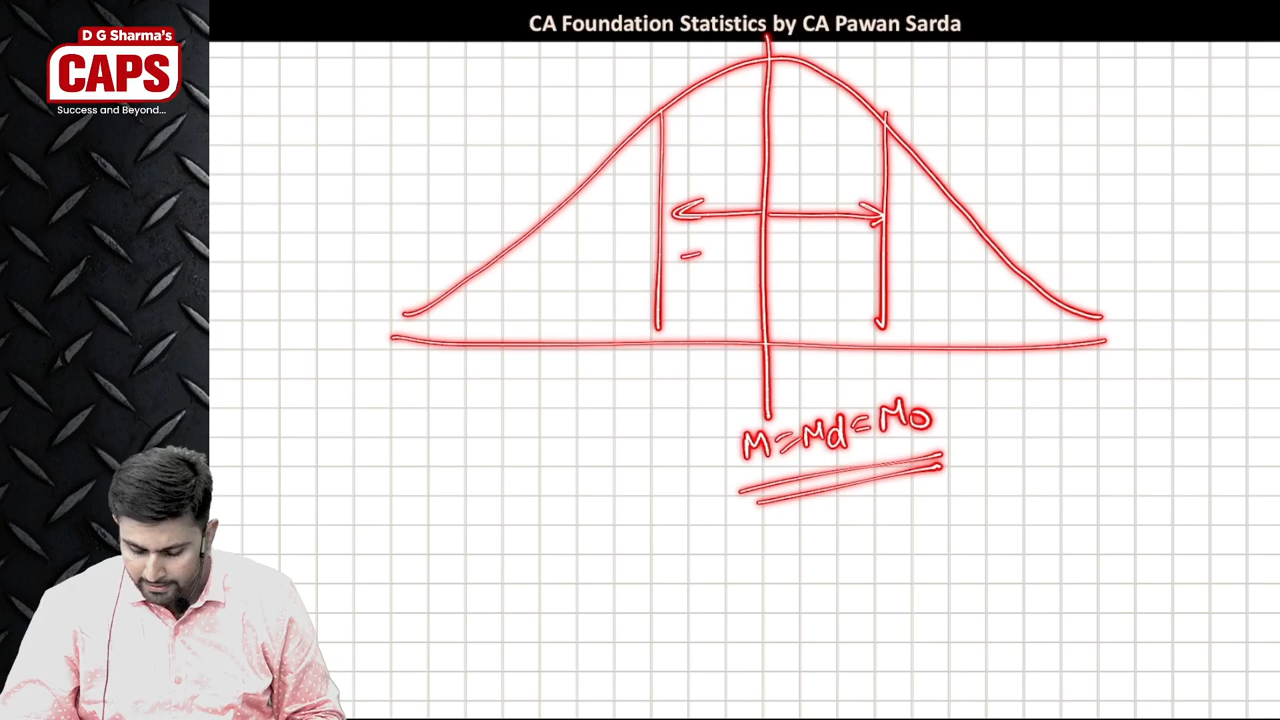 CA Foundation Statistics by CA Pawan Sarda
D G Sharma's
CAPS
Success and Beyond...
M = Md = Mo